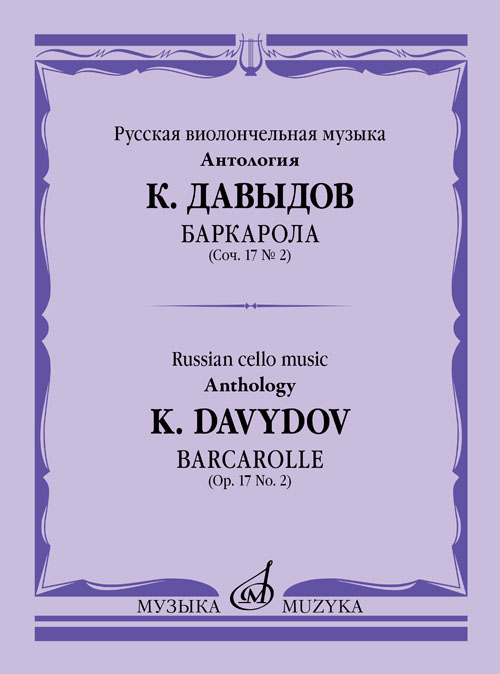 Русская виолончельная музыка
Антология
К. ДАВЫДОВ
БАРКАРОЛА
(Соч. 17 № 2)
Russian cello music
Anthology
K. DAVYDOV
BARCAROLLE
(Op. 17 No. 2)
МУЗЫКА М MUZYKA